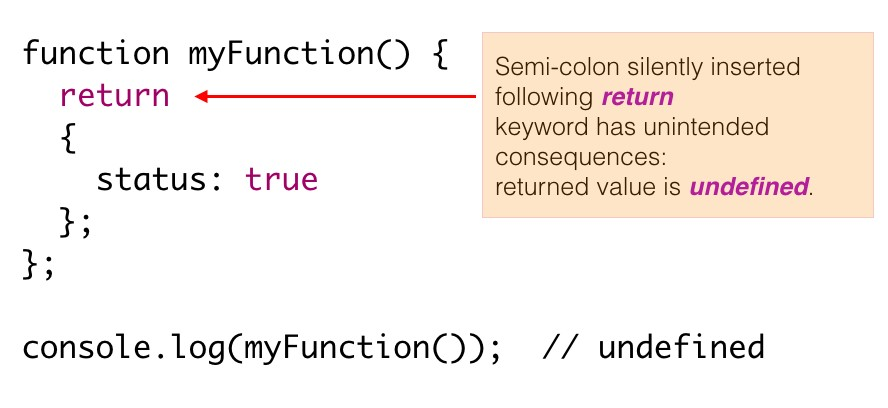 function myFunction() {
  return
  {
    status: true
  };
};
console.log(myFunction());  // undefined
Semi-colon silently inserted
following return
keyword has unintended
consequences:
returned value is undefined.